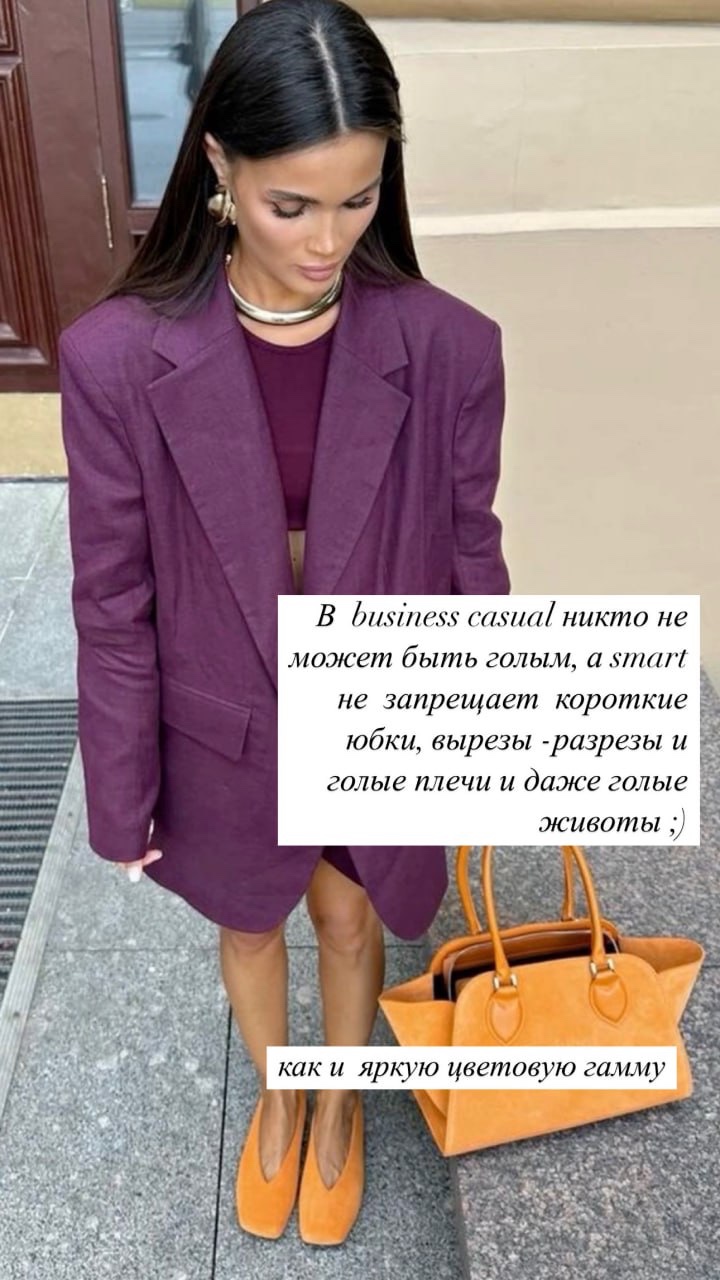 В business casual никто не
может быть голым, а smart
не запрещает короткие
юбки, вырезы -разрезы и
голые плечи и даже голые
животы ;)
как и яркую цветовую гамму